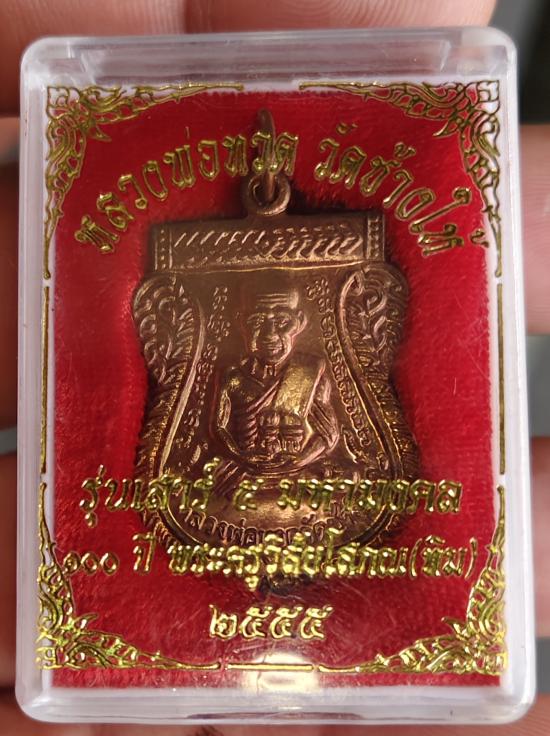 หลวงพ่อทวด วัดช้างให้
รุ่นเสาร์ ๕ มหามงคล
๑๐๐ ปี พระครูวิสัยโสภณ(ทิม)
๒๕๕๕